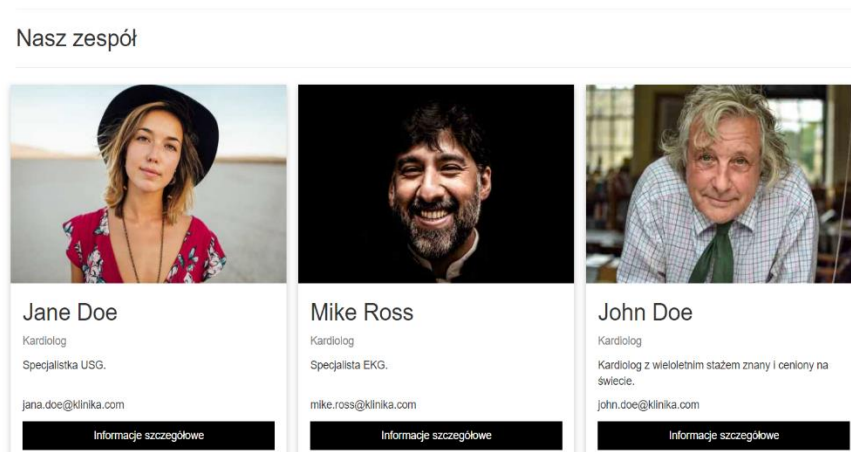 Nasz zespół
Jane Doe
Kardiolog
Specjalistka USG.
jana.doe@klinika.com
Informacje szczegółowe
Mike Ross
Kardiolog
Specjalista EKG.
mike.ross@klinika.com
Informacje szczegółowe
John Doe
Kardiolog
Kardiolog z wieloletnim stażem znany i ceniony na
świecie.
john.doe@klinika.com
Informacje szczegółowe